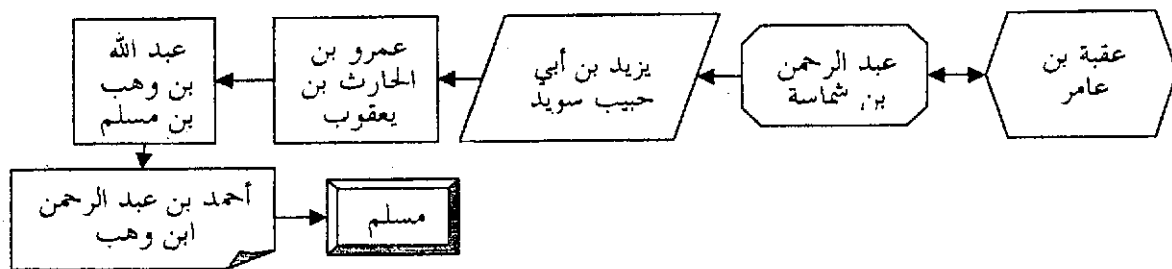 عقبة بن
عامر
عبد الرحمن
بن شماسة
يزيد بن أبي
حبيب سويد
عمرو بن
الحارث بن
يعقوب
عبد الله
بن وهب
بن مسلم
أحمد بن عبد الرحمن
ابن وهب
مسلم